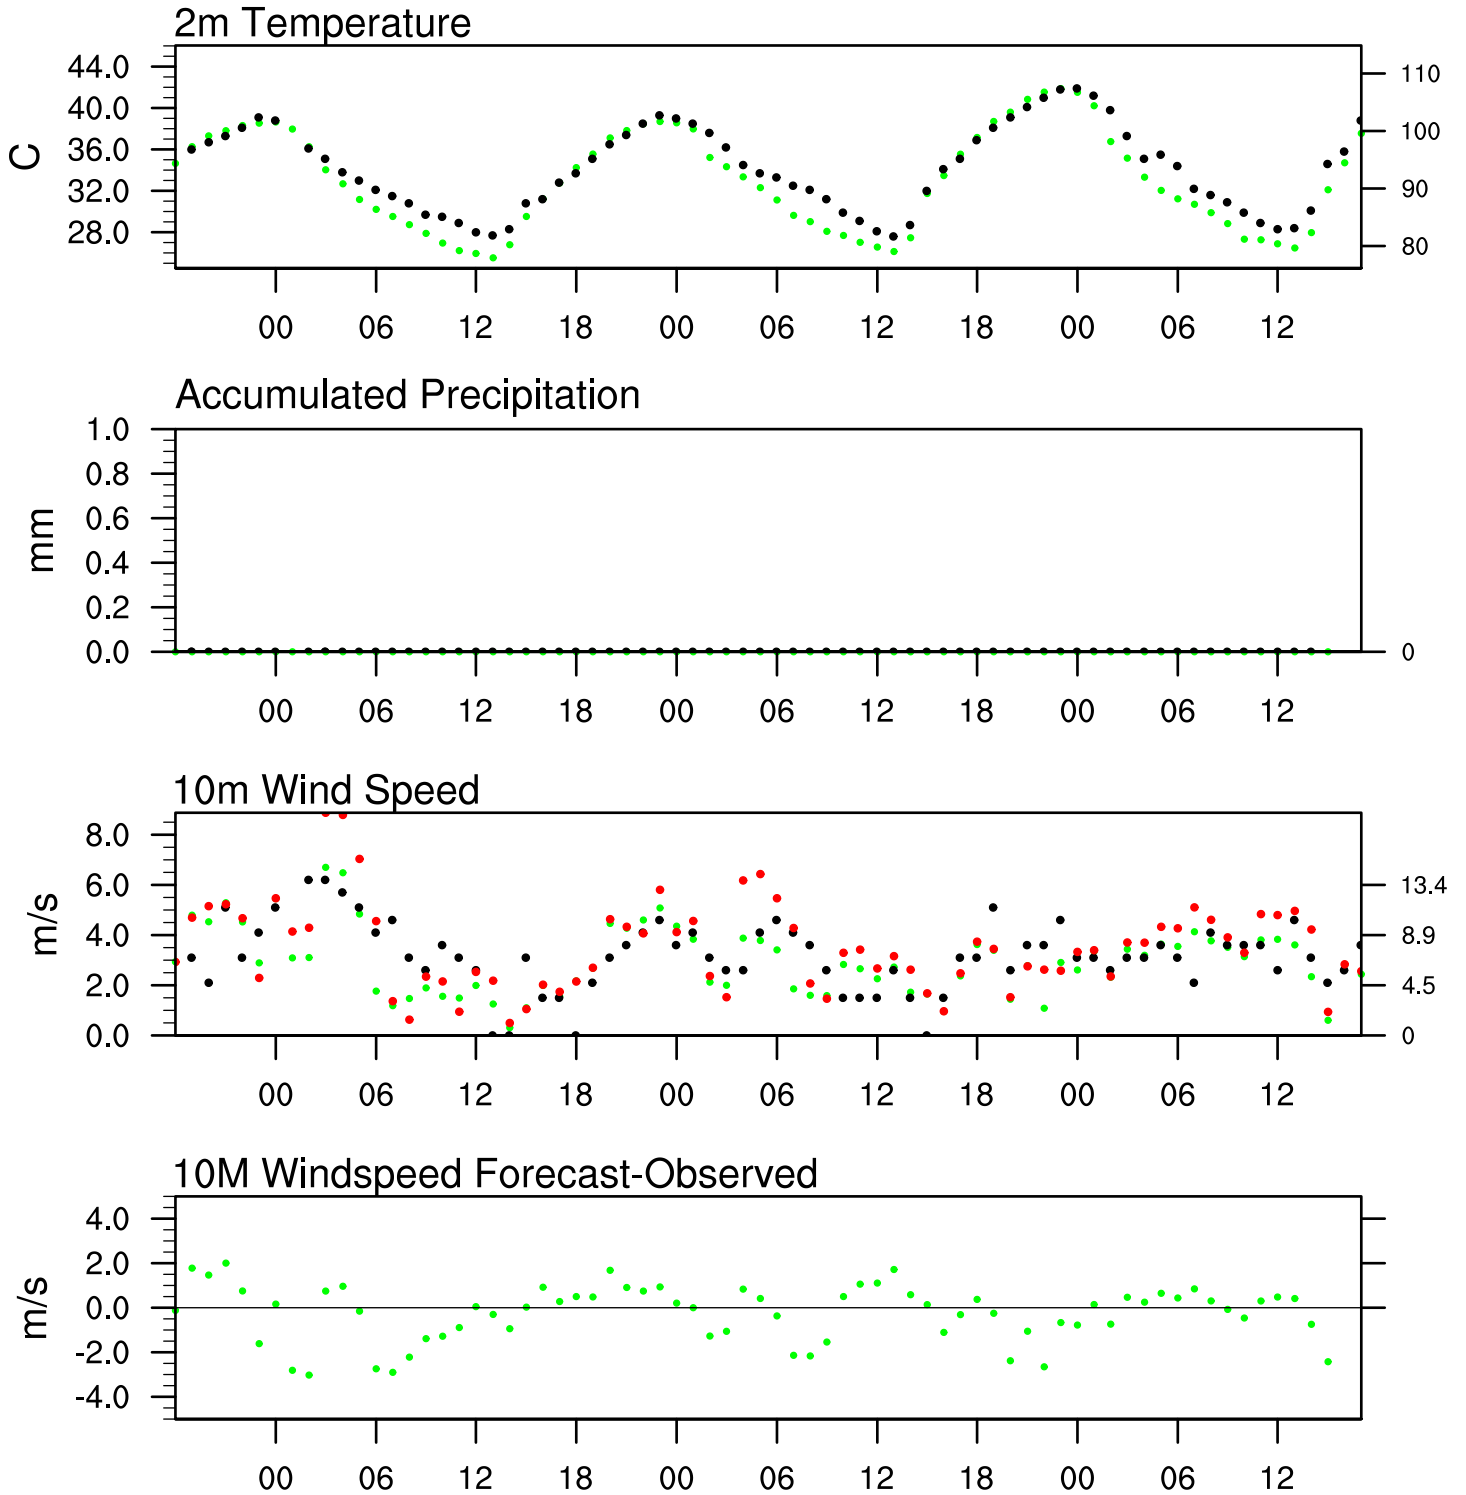 2m Temperature
44.0
40.0
36.0
32.0
28.0
C
110
100
90
80
00 06 12 18 00 06 12 18 00 06 12
Accumulated Precipitation
1.0
0.8
0.6
0.4
0.2
0.0
mm
0
00 06 12 18 00 06 12 18 00 06 12
10m Wind Speed
8.0
6.0
4.0
2.0
0.0
m/s
13.4
8.9
4.5
0
00 06 12 18 00 06 12 18 00 06 12
10M Windspeed Forecast-Observed
4.0
2.0
0.0
-2.0
-4.0
m/s
00 06 12 18 00 06 12 18 00 06 12